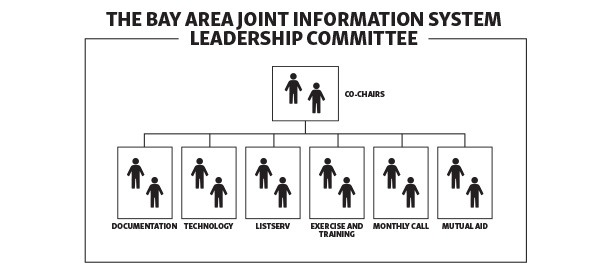 THE BAY AREA JOINT INFORMATION SYSTEM
LEADERSHIP COMMITTEE
CO-CHAIRS
DOCUMENTATION
TECHNOLOGY
LISTSERV
EXERCISE AND
TRAINING
MONTHLY CALL
MUTUAL AID